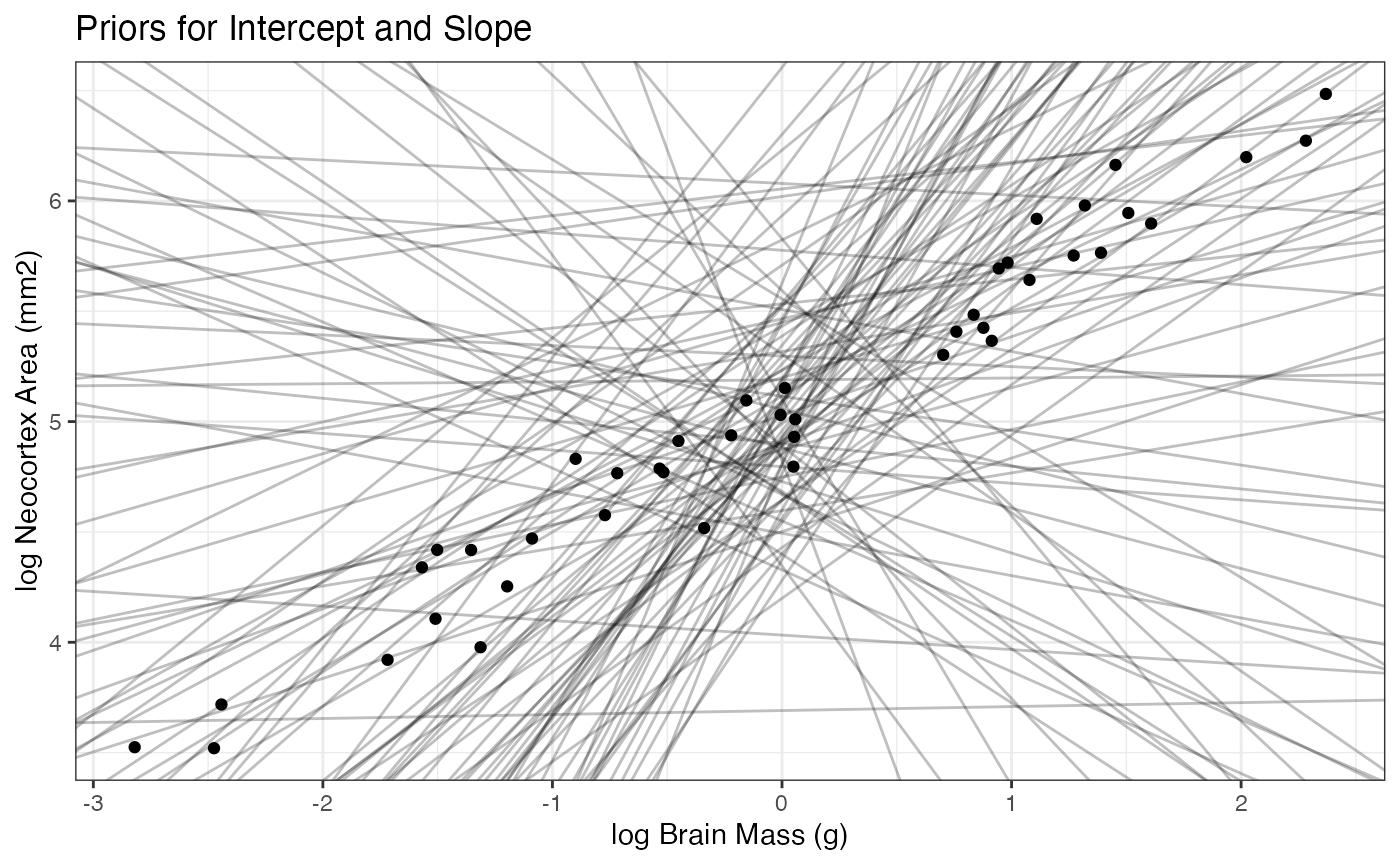 Priors for Intercept and Slope
log Neocortex Area (mm2)
6
5
4
-3 -2 -1 0 1 2
log Brain Mass (g)